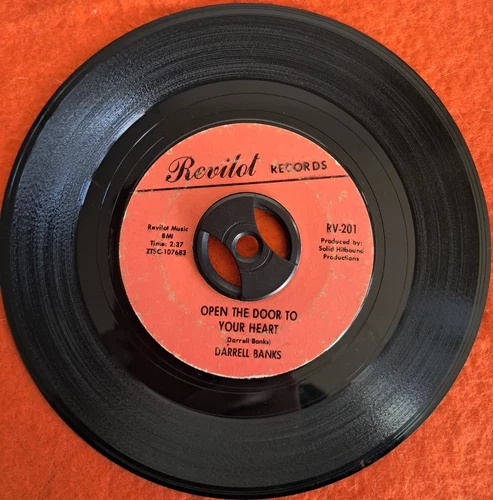 Revilot RECORDS
Revilot Music
BMI
Time: 2:37
ZTSC-107683
RV-201
Produced by:
Solid Hitbound
Productions
OPEN THE DOOR TO
YOUR HEART
(Darrell Banks)
DARRELL BANKS